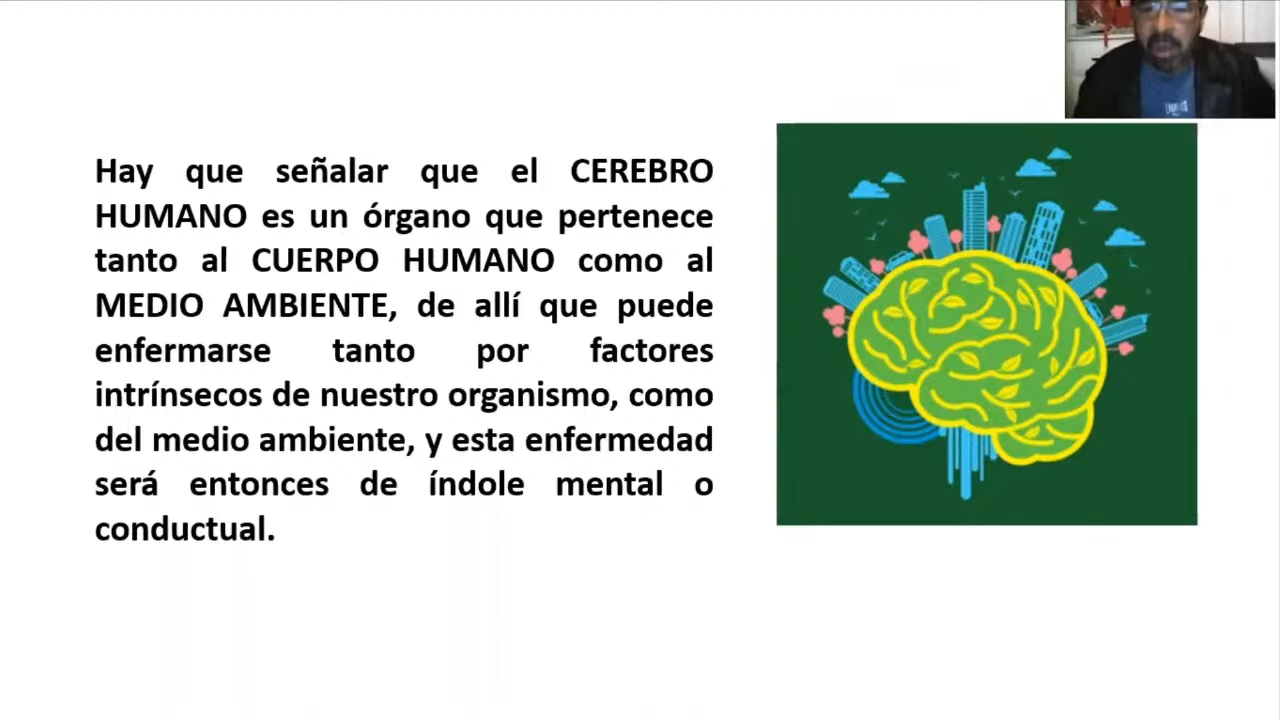 Hay que señalar que el CEREBRO
HUMANO es un órgano que pertenece
tanto al CUERPO HUMANO como al
MEDIO AMBIENTE, de allí que puede
enfermarse tanto por factores
intrínsecos de nuestro organismo, como
del medio ambiente, y esta enfermedad
será entonces de índole mental o
conductual.